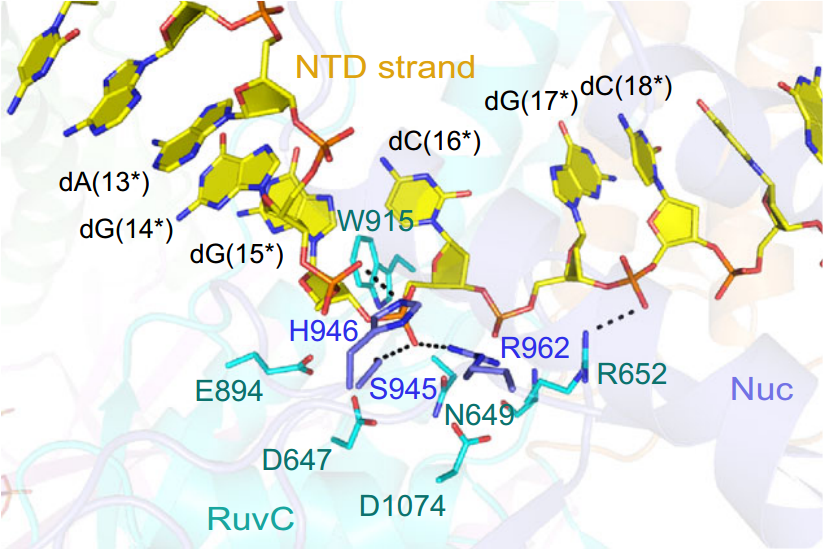 NTD strand
dG(17*) dC(18*)
dC(16*)
dA(13*)
dG(14*)
dG(15*)
W915
H946
R962
E894
S945
R652
Nuc
N649
D647
D1074
RuvC